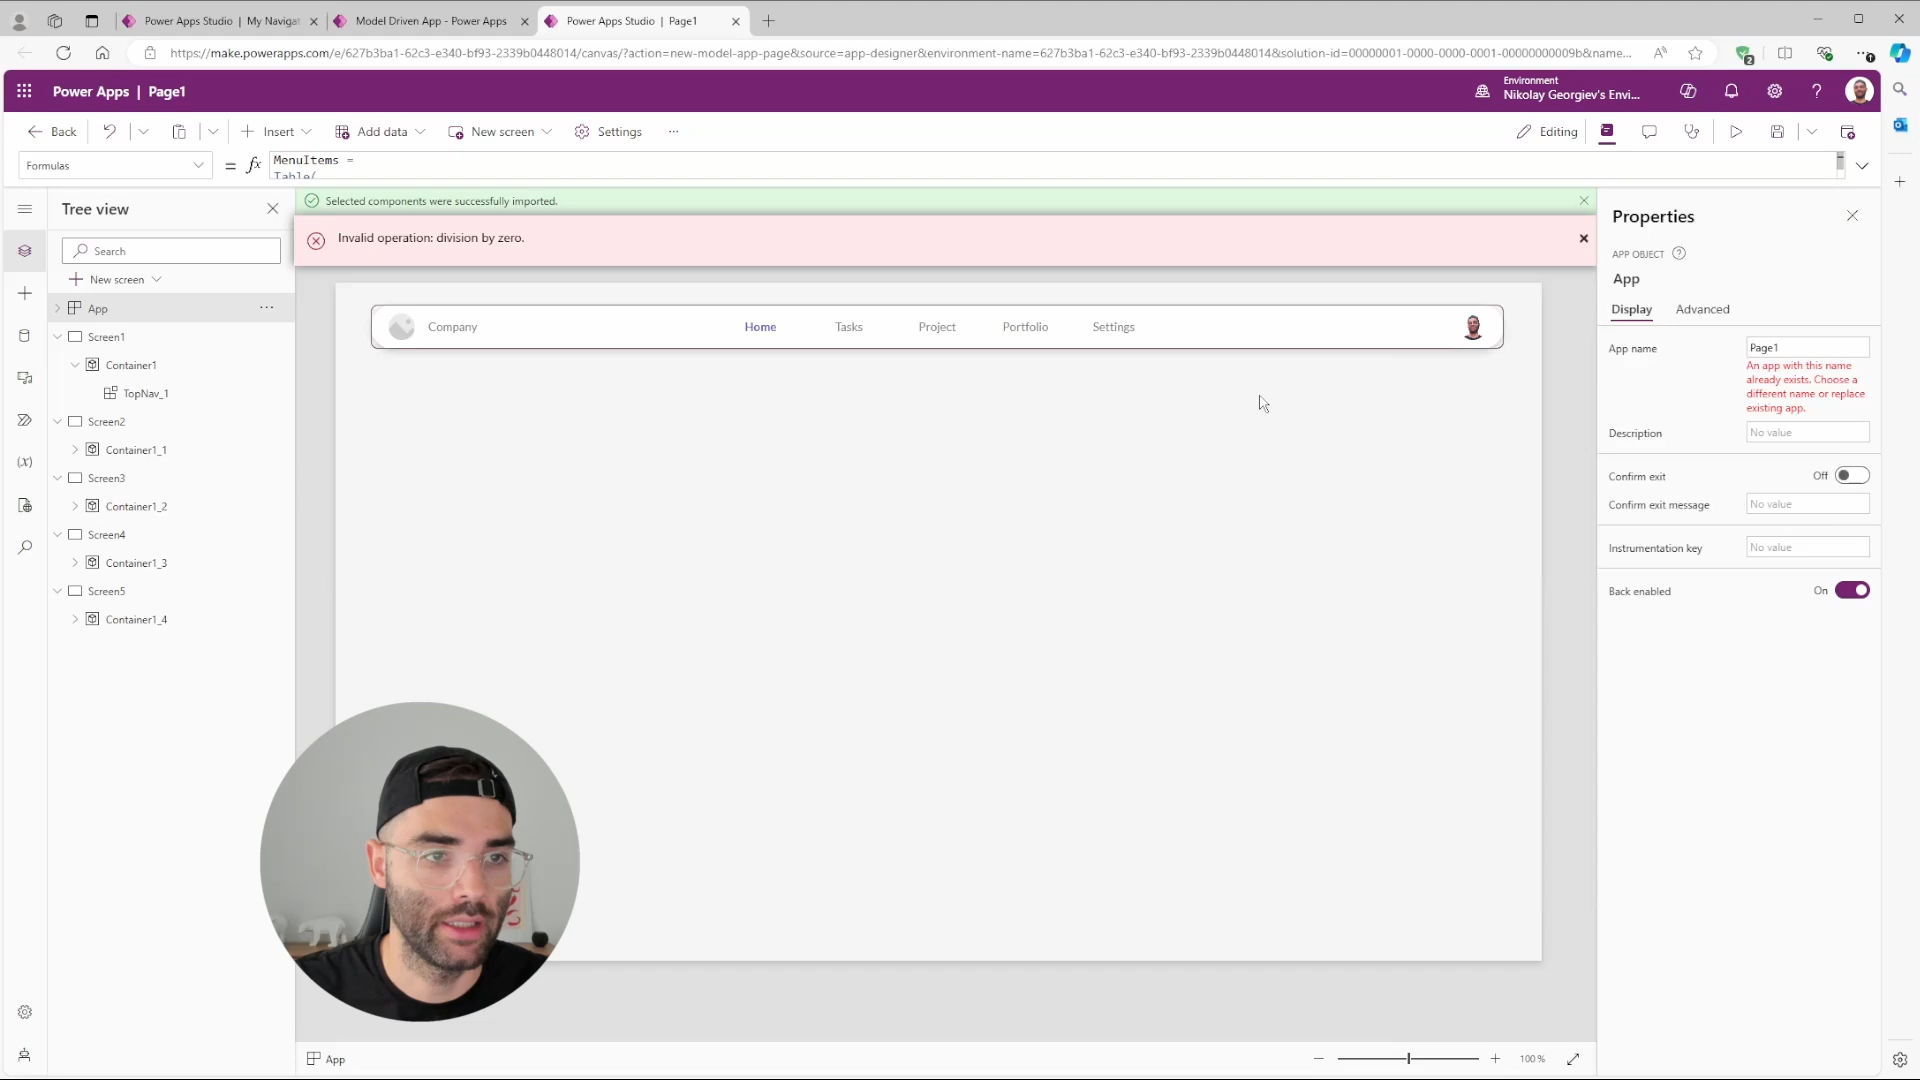 Power Apps Studio | My Navigat
Model Driven App - Power Apps
Power Apps Studio | Page1
https://make.powerapps.com/e/627b3ba1-62c3-e340-bf93-2339b0448014/canvas/?action=new-model-app-page&source=app-designer&environment-name=627b3ba1-62c3-e340-bf93-2339b0448014&solution-id=00000001-0000-0000-0001-00000000009b&name...
Power Apps | Page1
Environment
Nikolay Georgiev's Envi...
Back
Insert
Add data
New screen
Settings
...
Editing
Formulas
= fx
MenuItems =
Table(
Tree view
Search
New screen
App
...
Screen1
Container1
TopNav_1
Screen2
Container1_1
Screen3
Container1_2
Screen4
Container1_3
Screen5
Container1_4
Selected components were successfully imported.
Invalid operation: division by zero.
Company
Home
Tasks
Project
Portfolio
Settings
Properties
APP OBJECT
App
Display
Advanced
App name
Page1
An app with this name
already exists. Choose a
different name or replace
existing app.
Description
No value
Confirm exit
Off
Confirm exit message
No value
Instrumentation key
No value
Back enabled
On
App
100 %